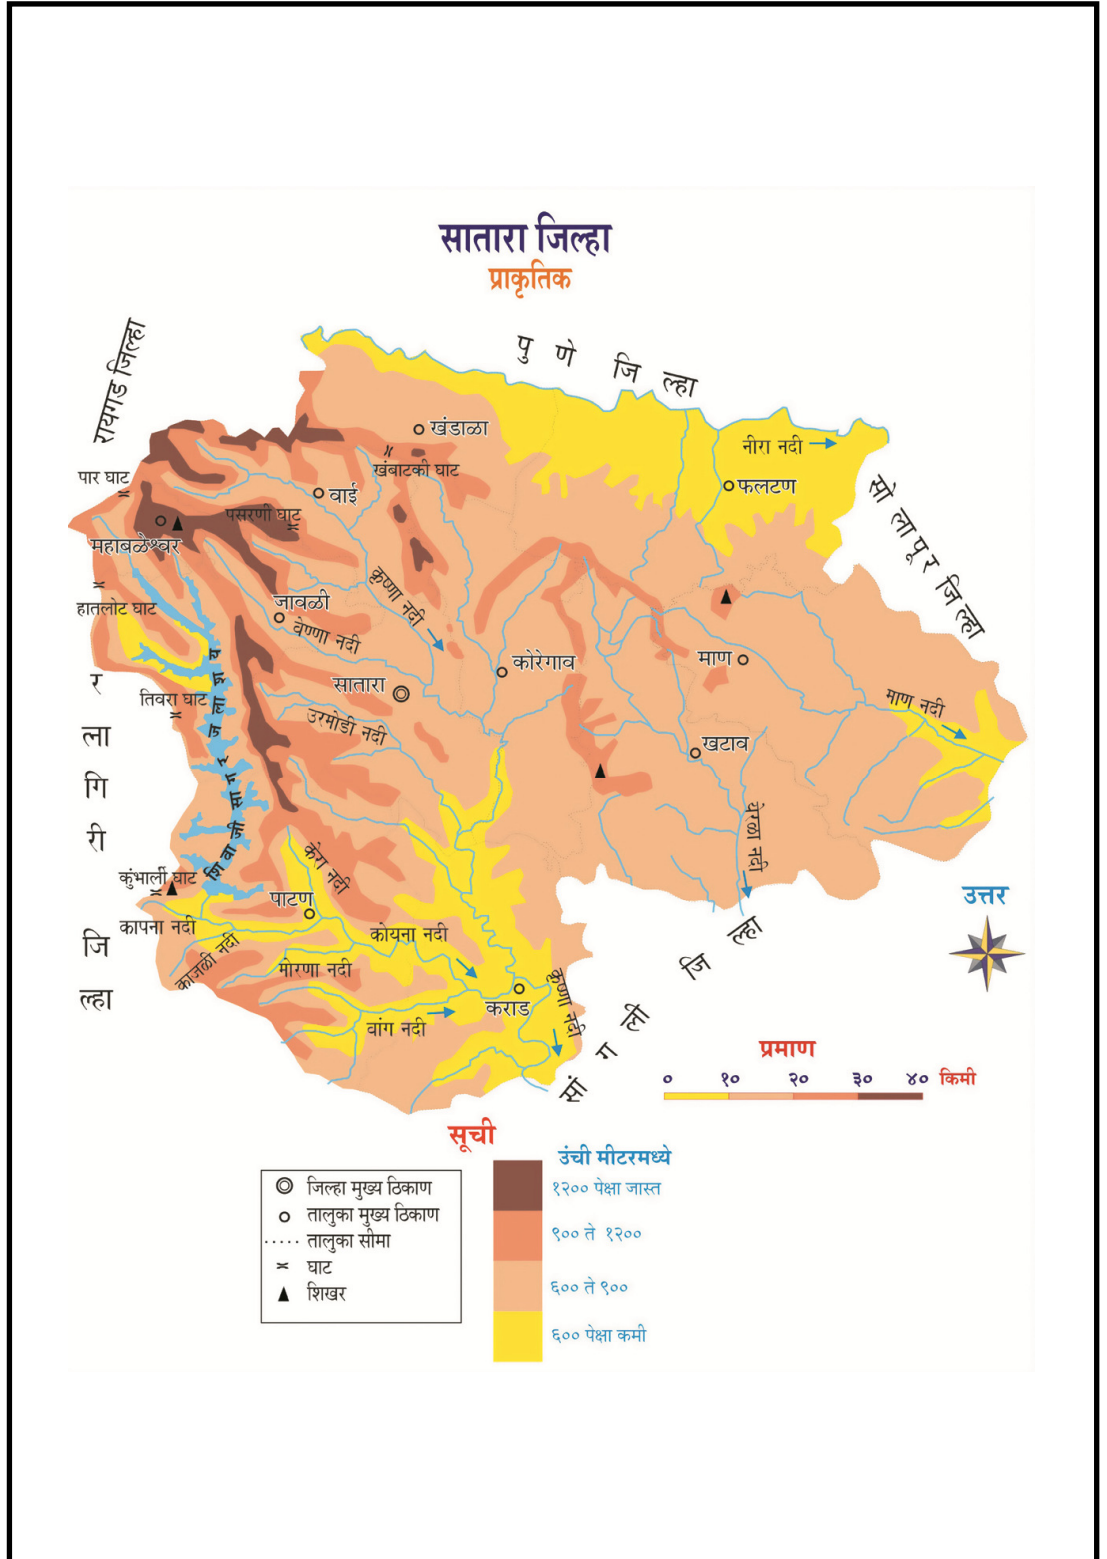 सातारा जिल्हा
प्राकृतिक
रायगड जिल्हा
पुणे जिल्हा
सोलापूर जिल्हा
खंडाळा
खंबाटकी घाट
नीरा नदी
फलटण
पार घाट
वाई
पसरणी घाट
महाबळेश्वर
हातलोट घाट
जावळी
कृष्णा नदी
वेण्णा नदी
कोरेगाव
माण
सातारा
माण नदी
तिवरा घाट
उरमोडी नदी
खटाव
शिवाजी सागर जलाशय
रत्नागिरी जिल्हा
येरळा नदी
केरा नदी
कुंभार्ली घाट
पाटण
कापना नदी
कोयना नदी
काजळी नदी
मोरणा नदी
कृष्णा नदी
कराड
वांग नदी
सांगली जिल्हा
उत्तर
प्रमाण
० १० २० ३० ४० किमी
सूची
जिल्हा मुख्य ठिकाण
तालुका मुख्य ठिकाण
तालुका सीमा
घाट
शिखर
उंची मीटरमध्ये
१२०० पेक्षा जास्त
९०० ते १२००
६०० ते ९००
६०० पेक्षा कमी